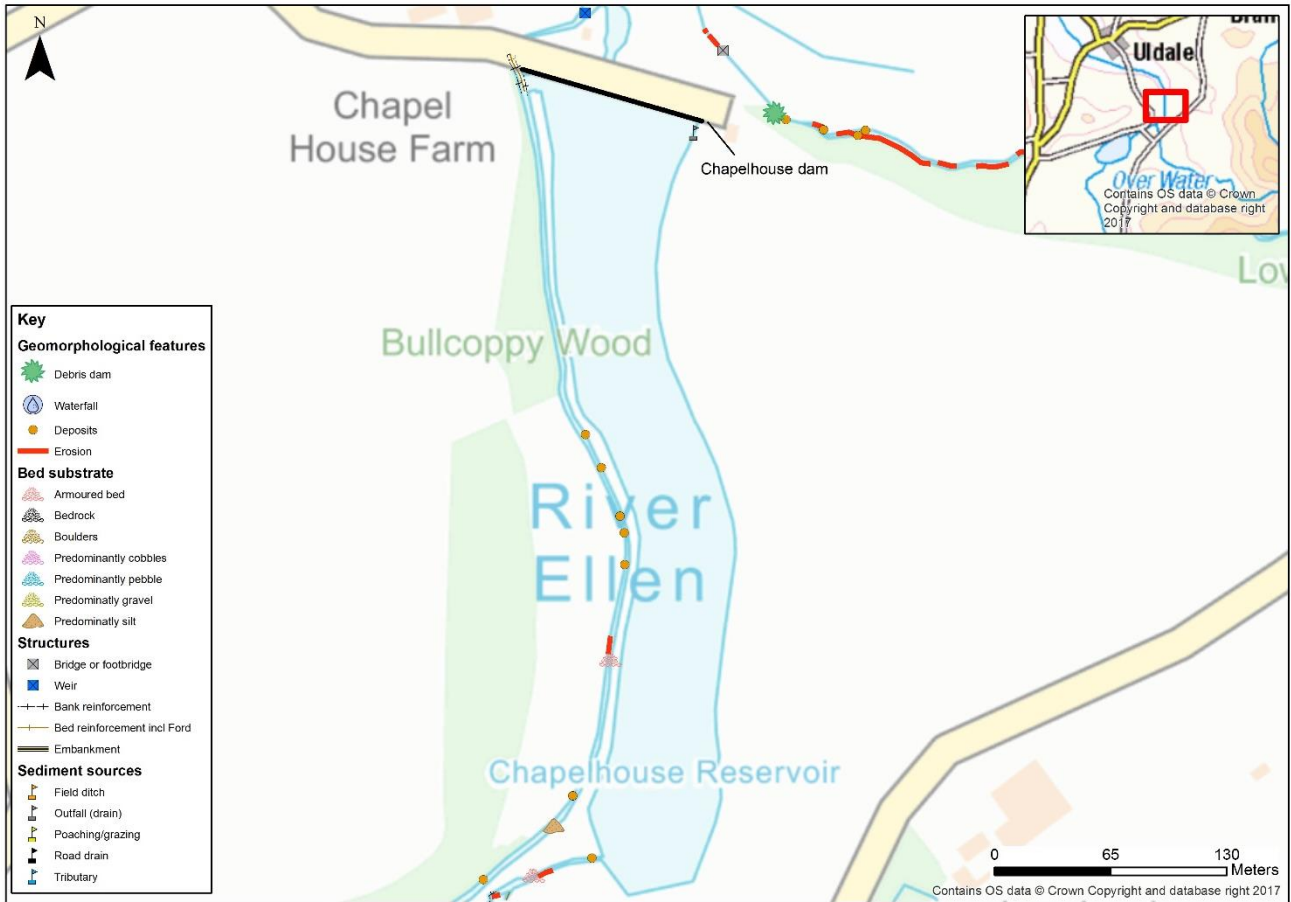 N
Chapel
House Farm
Chapelhouse dam
Bullcoppy Wood
River
Ellen
Chapelhouse Reservoir
Uldale
Over Water
Contains OS data © Crown
Copyright and database right
2017
Key
Geomorphological features
Debris dam
Waterfall
Deposits
Erosion
Bed substrate
Armoured bed
Bedrock
Boulders
Predominantly cobbles
Predominantly pebble
Predominatly gravel
Predominatly silt
Structures
Bridge or footbridge
Weir
Bank reinforcement
Bed reinforcement incl Ford
Embankment
Sediment sources
Field ditch
Outfall (drain)
Poaching/grazing
Road drain
Tributary
0 65 130
Meters
Contains OS data © Crown Copyright and database right 2017